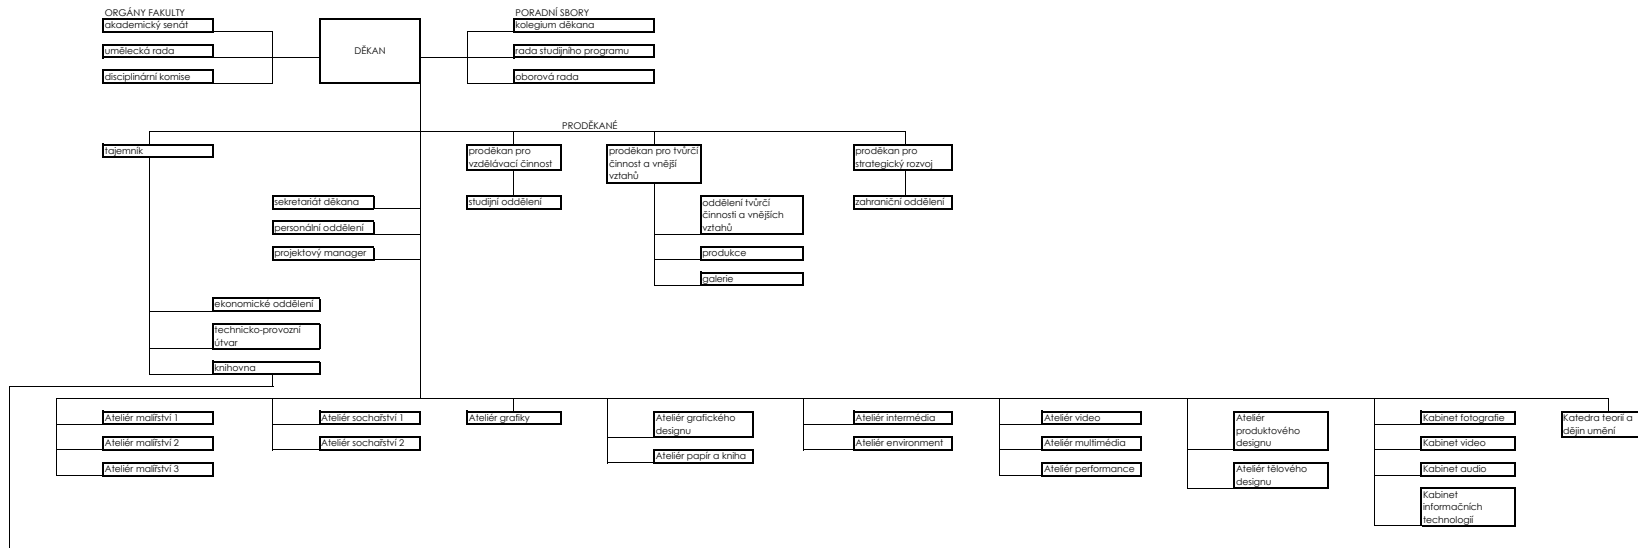 ORGÁNY FAKULTY
akademický senát
umělecká rada
disciplinární komise
DĚKAN
PORADNÍ SBORY
kolegium děkana
rada studijního programu
oborová rada
PRODĚKANÉ
tajemník
proděkan pro
vzdělávací činnost
proděkan pro tvůrčí
činnost a vnější
vztahů
proděkan pro
strategický rozvoj
sekretariát děkana
personální oddělení
projektový manager
studijní oddělení
oddělení tvůrčí
činnosti a vnějších
vztahů
produkce
galerie
zahraniční oddělení
ekonomické oddělení
technicko-provozní
útvar
knihovna
Ateliér malířství 1
Ateliér malířství 2
Ateliér malířství 3
Ateliér sochařství 1
Ateliér sochařství 2
Ateliér grafiky
Ateliér grafického
designu
Ateliér papír a kniha
Ateliér intermédia
Ateliér environment
Ateliér video
Ateliér multimédia
Ateliér performance
Ateliér
produktového
designu
Ateliér tělového
designu
Kabinet fotografie
Kabinet video
Kabinet audio
Kabinet
informačních
technologií
Katedra teorií a
dějin umění